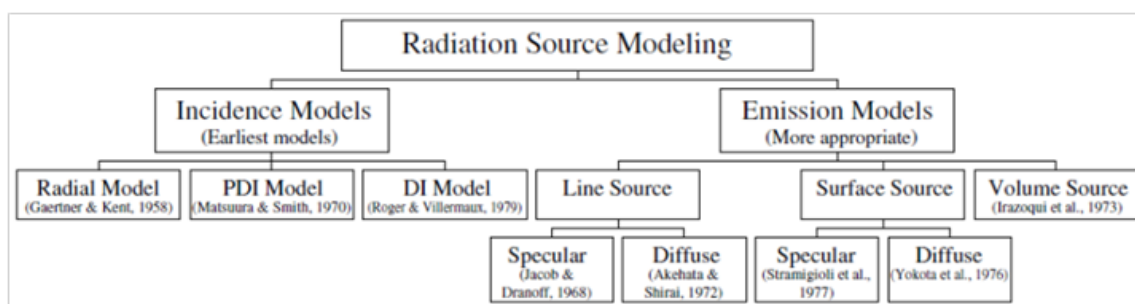 Radiation Source Modeling
Incidence Models
(Earliest models)
Emission Models
(More appropriate)
Radial Model
(Gaertner & Kent, 1958)
PDI Model
(Matsuura & Smith, 1970)
DI Model
(Roger & Villermaux, 1979)
Line Source
Surface Source
Volume Source
(Irazoqui et al., 1973)
Specular
(Jacob &
Dranoff, 1968)
Diffuse
(Akehata &
Shirai, 1972)
Specular
(Stramigioli et al.,
1977)
Diffuse
(Yokota et al., 1976)